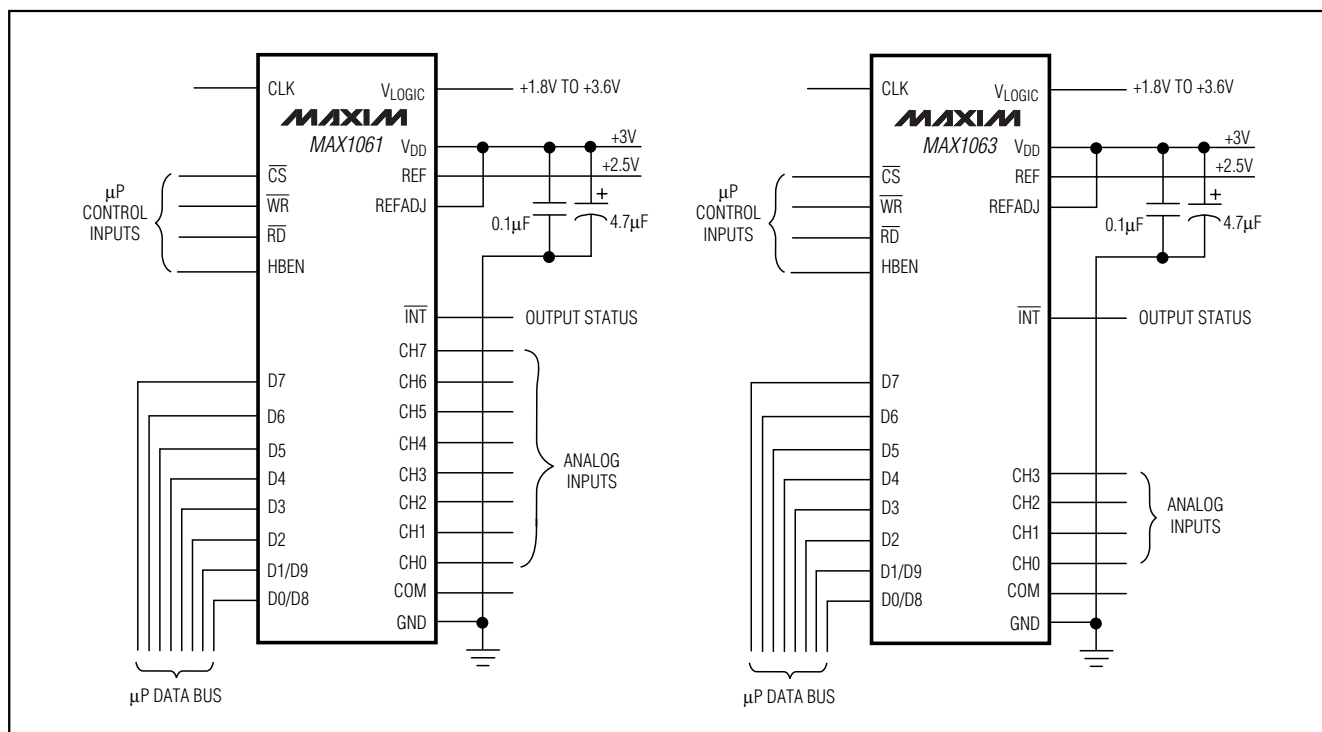 CLK
VLOGIC
+1.8V TO +3.6V
MAXIM
MAX1061
VDD
+3V
CS
REF
+2.5V
WR
REFADJ
µP
CONTROL
INPUTS
RD
HBEN
0.1µF
+
4.7µF
INT
OUTPUT STATUS
CH7
D7
CH6
D6
CH5
D5
CH4
D4
CH3
ANALOG
INPUTS
D3
CH2
D2
CH1
D1/D9
CH0
D0/D8
COM
GND
µP DATA BUS
CLK
VLOGIC
+1.8V TO +3.6V
MAXIM
MAX1063
VDD
+3V
CS
REF
+2.5V
WR
REFADJ
µP
CONTROL
INPUTS
RD
HBEN
0.1µF
+
4.7µF
INT
OUTPUT STATUS
D7
D6
D5
D4
CH3
D3
CH2
ANALOG
INPUTS
D2
CH1
D1/D9
CH0
D0/D8
COM
GND
µP DATA BUS